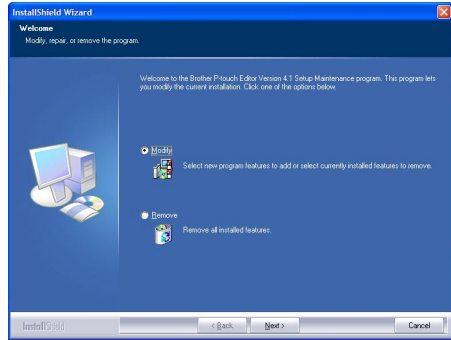 InstallShield Wizard
Welcome
Modify, repair, or remove the program.
Welcome to the Brother P-touch Editor Version 4.1 Setup Maintenance program. This program lets
you modify the current installation. Click one of the options below.
Modify
Select new program features to add or select currently installed features to remove.
Remove
Remove all installed features.
InstallShield
< Back
Next >
Cancel